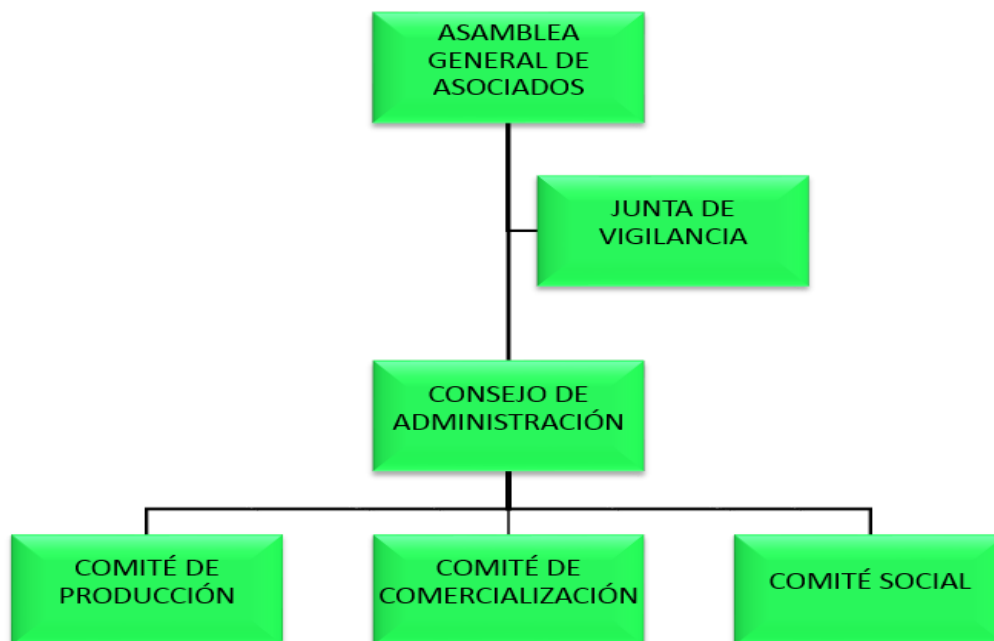 ASAMBLEA
GENERAL DE
ASOCIADOS
JUNTA DE
VIGILANCIA
CONSEJO DE
ADMINISTRACIÓN
COMITÉ DE
PRODUCCIÓN
COMITÉ DE
COMERCIALIZACIÓN
COMITÉ SOCIAL